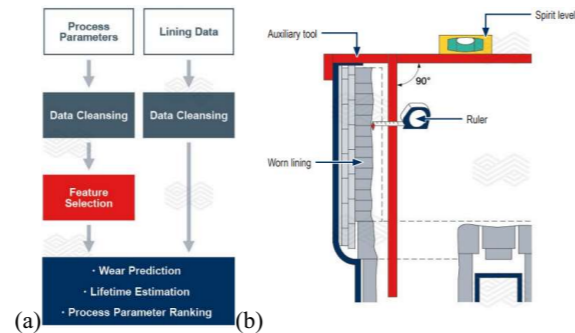 Process
Parameters
Lining Data
Data Cleansing
Data Cleansing
Feature
Selection
· Wear Prediction
· Lifetime Estimation
· Process Parameter Ranking
(a)
Spirit level
Auxiliary tool
90°
Ruler
Worn lining
(b)